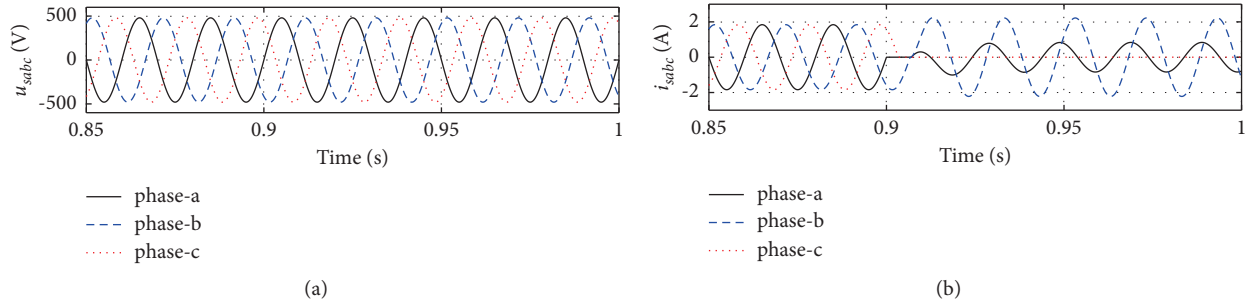 500
0
-500
u_sabc (V)
0.85
0.9
0.95
1
Time (s)
phase-a
phase-b
phase-c
(a)
2
0
-2
i_sabc (A)
0.85
0.9
0.95
1
Time (s)
phase-a
phase-b
phase-c
(b)